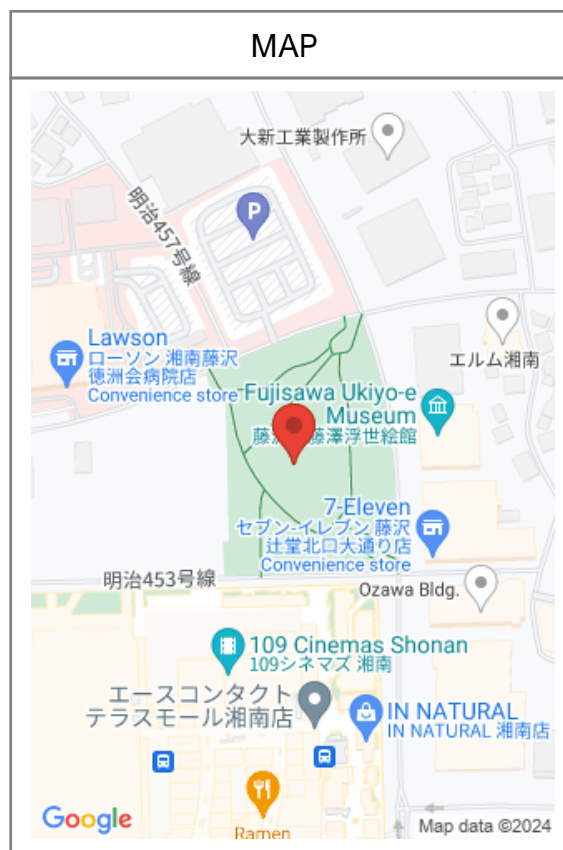 MAP
大新工業製作所
明治457号線
P
Lawson
ローソン 湘南藤沢
徳洲会病院店
Convenience store
エルム湘南
Fujisawa Ukiyo-e
Museum
藤澤浮世絵館
7-Eleven
セブン-イレブン 藤沢
辻堂北口大通り店
Convenience store
明治453号線
Ozawa Bldg.
109 Cinemas Shonan
109シネマズ 湘南
エースコンタクト
テラスモール湘南店
IN NATURAL
IN NATURAL 湘南店
Ramen
Google
Map data ©2024